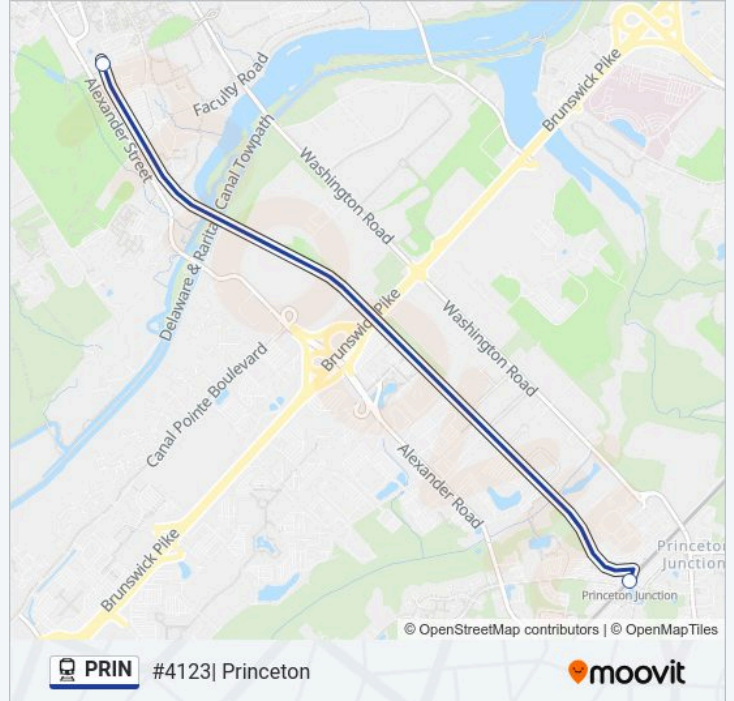 Faculty Road
Brunswick Pike
Alexander Street
Delaware & Raritan Canal Towpath
Washington Road
Brunswick Pike
Washington Road
Canal Pointe Boulevard
Alexander Road
Brunswick Pike
Princeton
Junction
Princeton Junction
© OpenStreetMap contributors | © OpenMapTiles
PRIN #4123| Princeton
moovit